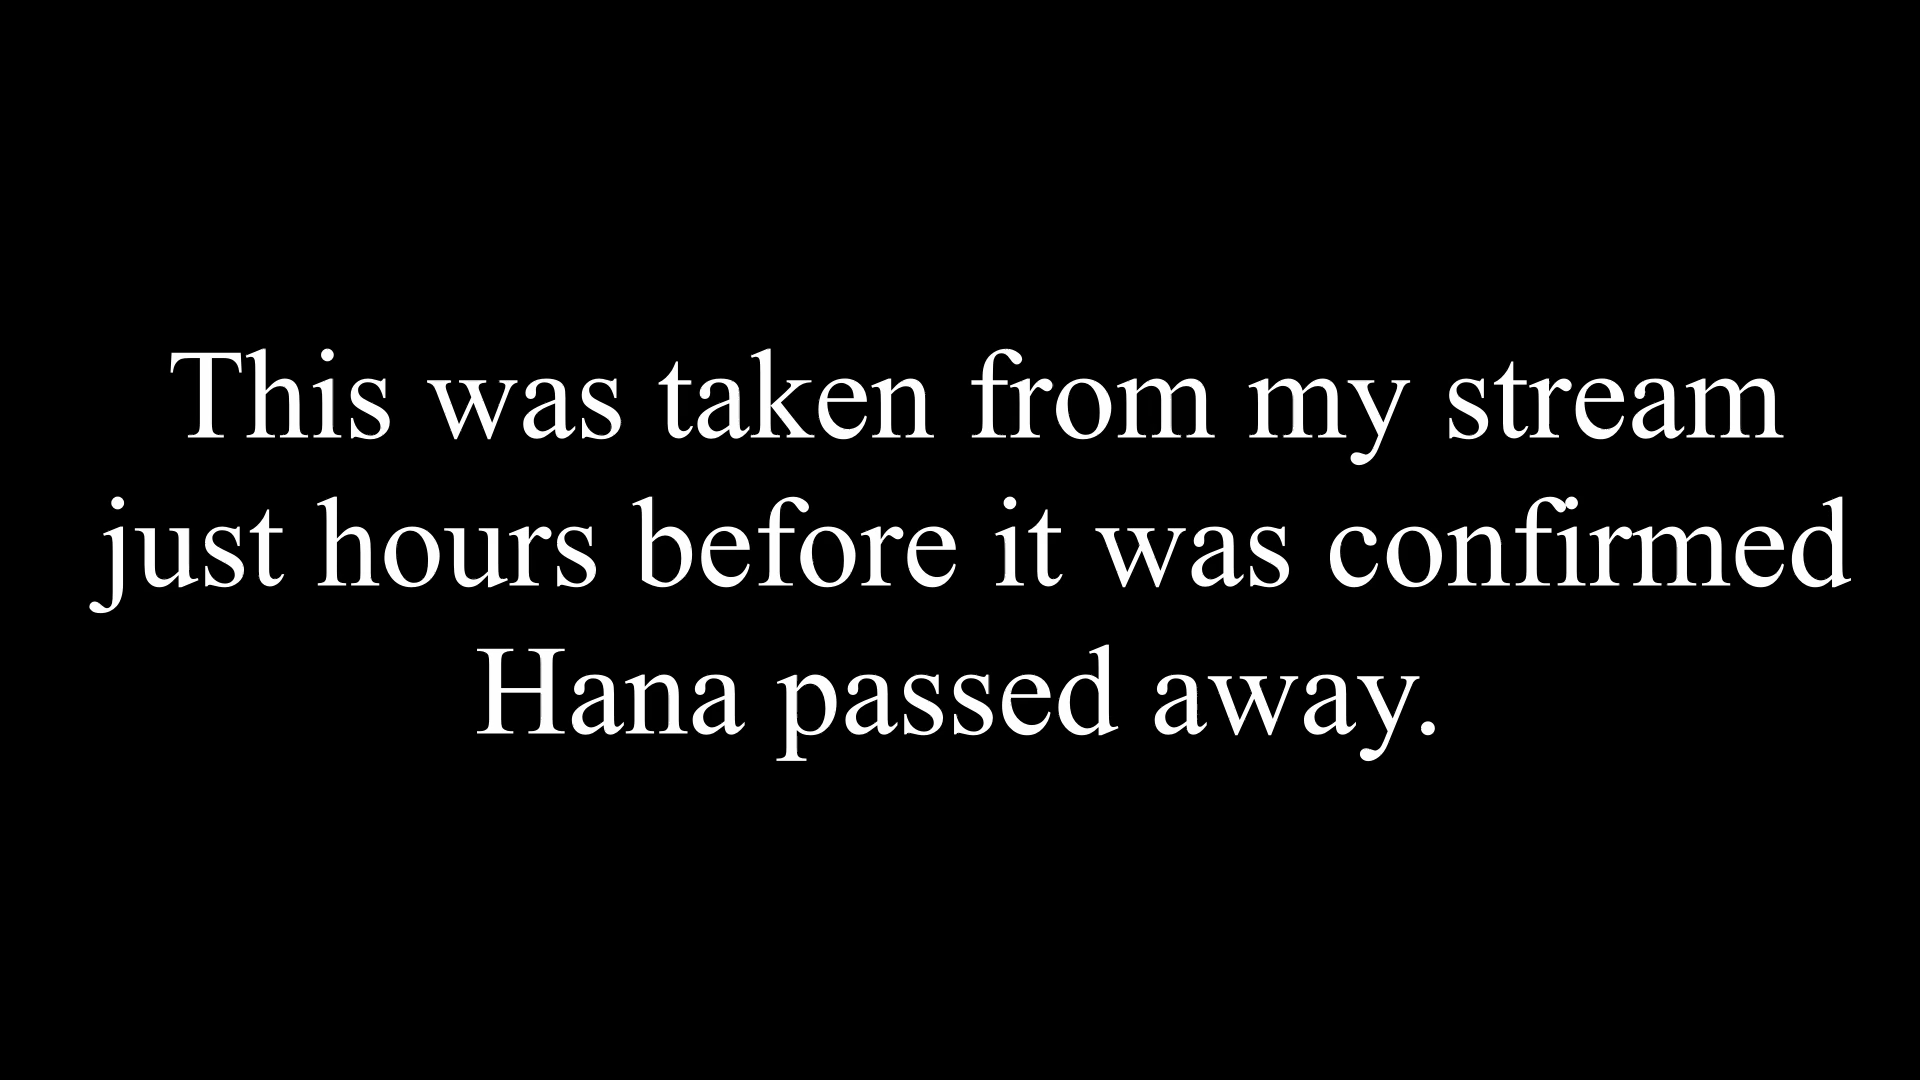 This was taken from my stream
just hours before it was confirmed
Hana passed away.